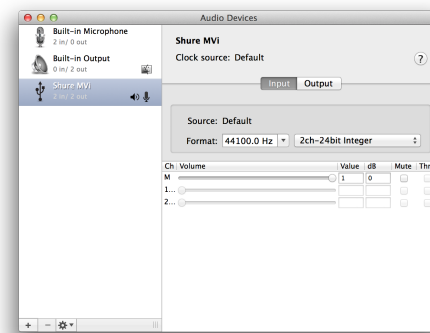 Audio Devices
Built-in Microphone
2 in/ 0 out
Built-in Output
0 in/ 2 out
Shure MVi
2 in/ 2 out
Shure MVi
Clock source: Default
?
Input Output
Source: Default
Format: 44100.0 Hz 2ch-24bit Integer
Ch Volume Value dB Mute Thr
M 1 0
1...
2...